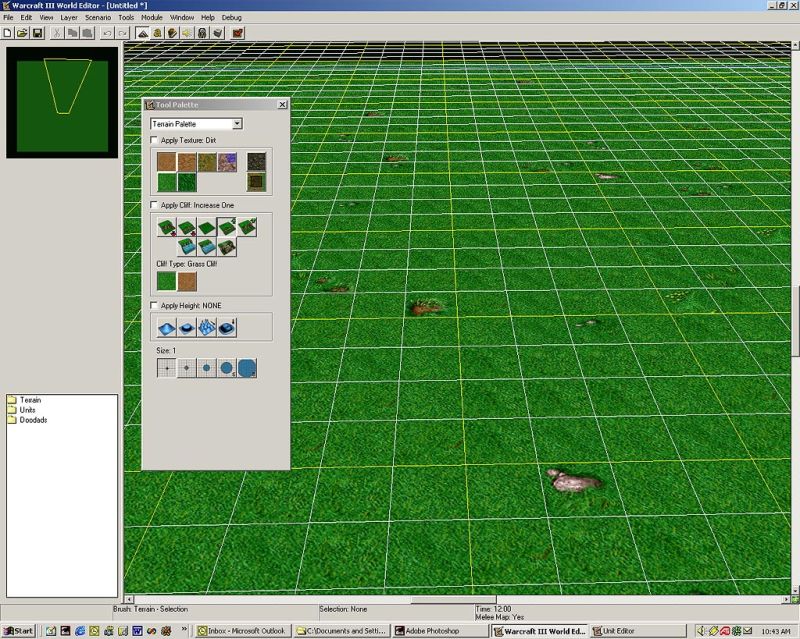 Warcraft III World Editor - [Untitled *]
File Edit View Layer Scenario Tools Module Window Help Debug
Tool Palette
Terrain Palette
Apply Texture: Dirt
Apply Cliff: Increase One
Cliff Type: Grass Cliff
Apply Height: NONE
Size: 1
Terrain
Units
Doodads
Brush: Terrain - Selection
Selection: None
Time: 12:00
Melee Map: Yes
Start
Inbox - Microsoft Outlook
C:\Documents and Setti...
Adobe Photoshop
Warcraft III World Ed...
Unit Editor
10:43 AM